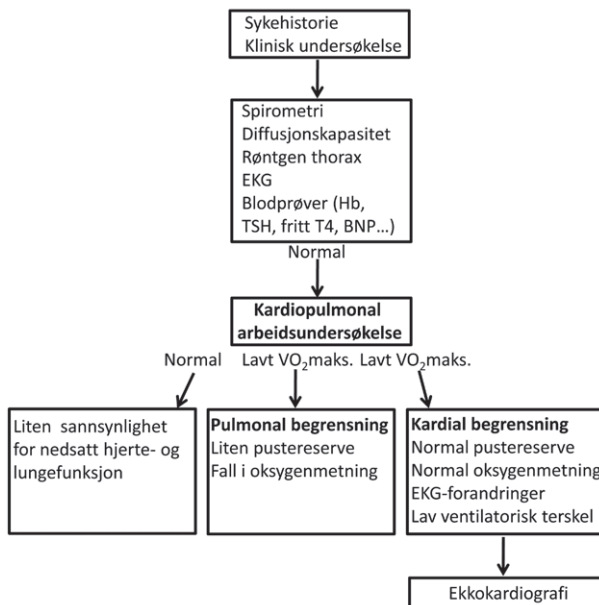 Sykehistorie
Klinisk undersøkelse
Spirometri
Diffusjonskapasitet
Røntgen thorax
EKG
Blodprøver (Hb,
TSH, fritt T4, BNP...)
Normal
Kardiopulmonal
arbeidsundersøkelse
Normal
Lavt VO₂maks.
Lavt VO₂maks.
Liten sannsynlighet
for nedsatt hjerte- og
lungefunksjon
Pulmonal begrensning
Liten pustereserve
Fall i oksygenmetning
Kardial begrensning
Normal pustereserve
Normal oksygenmetning
EKG-forandringer
Lav ventilatorisk terskel
Ekkokardiografi